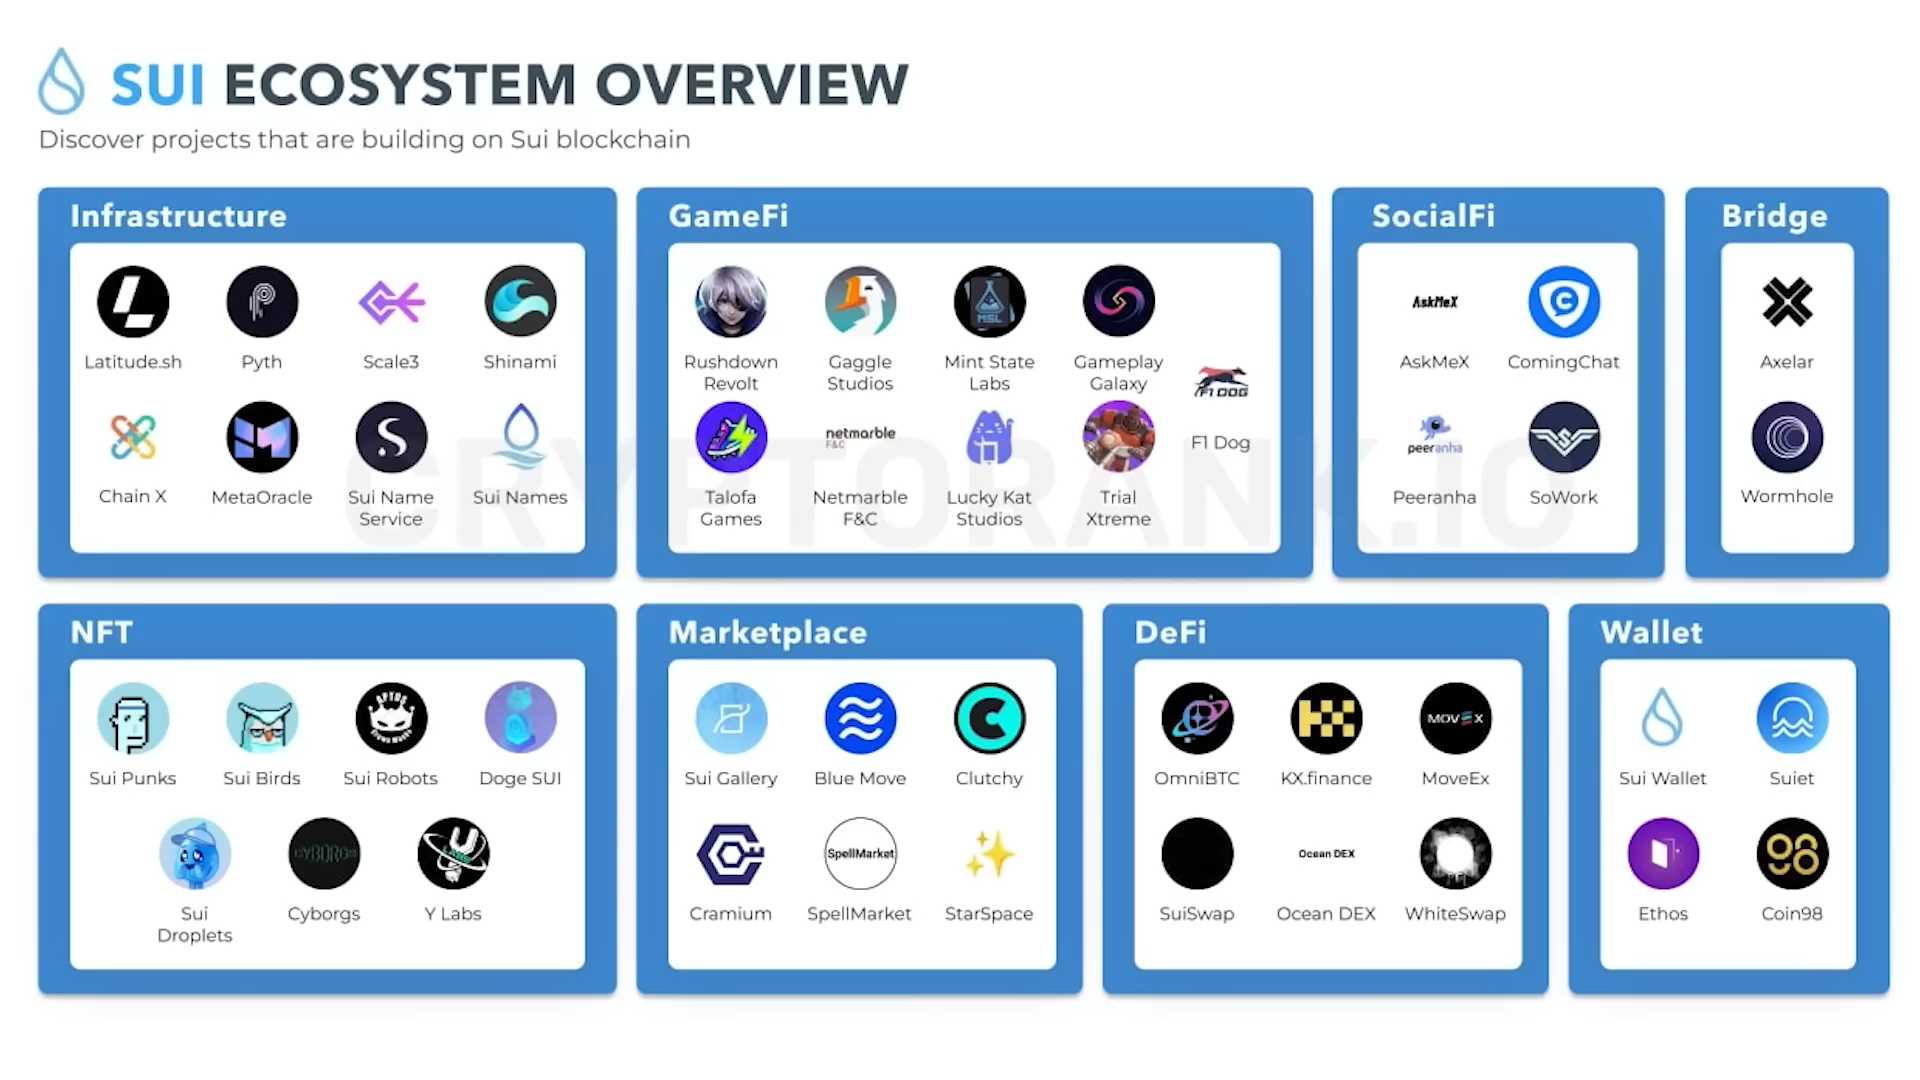 SUI ECOSYSTEM OVERVIEW
Discover projects that are building on Sui blockchain
Infrastructure
Latitude.sh
Pyth
Scale3
Shinami
Chain X
MetaOracle
Sui Name
Service
Sui Names
GameFi
MSL
Rushdown
Revolt
Gaggle
Studios
Mint State
Labs
Gameplay
Galaxy
F1 DOG
F1 Dog
netmarble
F&C
Talofa
Games
Netmarble
F&C
Lucky Kat
Studios
Trial
Xtreme
SocialFi
AskMeX
AskMeX
ComingChat
peeranha
Peeranha
SoWork
Bridge
Axelar
Wormhole
CRYPTORANK.IO
NFT
APTOS
Sui Punks
Sui Birds
Sui Robots
Doge SUI
CYBORGS
Y
LABS
Sui
Droplets
Cyborgs
Y Labs
Marketplace
Sui Gallery
Blue Move
Clutchy
SpellMarket
Cramium
SpellMarket
StarSpace
DeFi
MOVEX
OmniBTC
KX.finance
MoveEx
Ocean DEX
SuiSwap
Ocean DEX
WhiteSwap
Wallet
Sui Wallet
Suiet
Ethos
Coin98